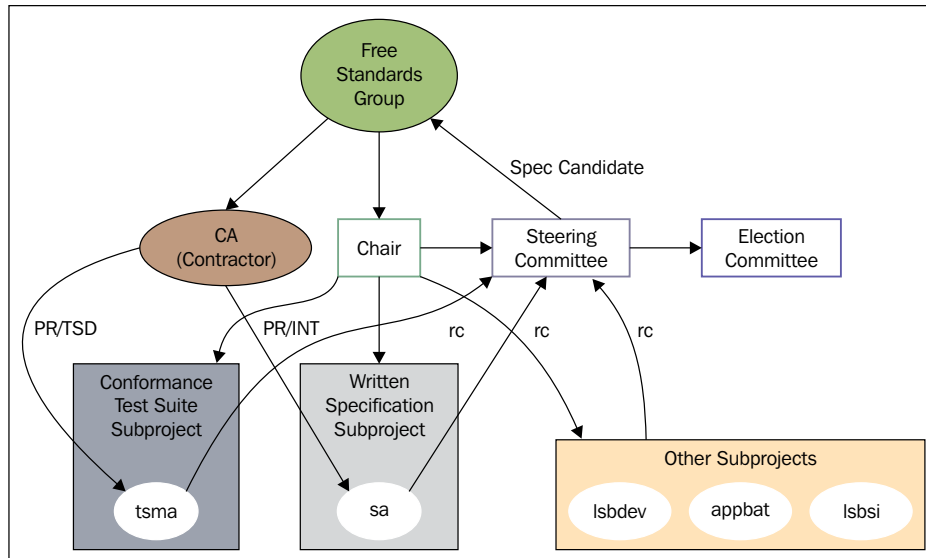 Free
Standards
Group
Spec Candidate
CA
(Contractor)
Chair
Steering
Committee
Election
Committee
PR/TSD
PR/INT
rc
rc
rc
Conformance
Test Suite
Subproject
Written
Specification
Subproject
Other Subprojects
tsma
sa
lsbdev
appbat
lsbsi